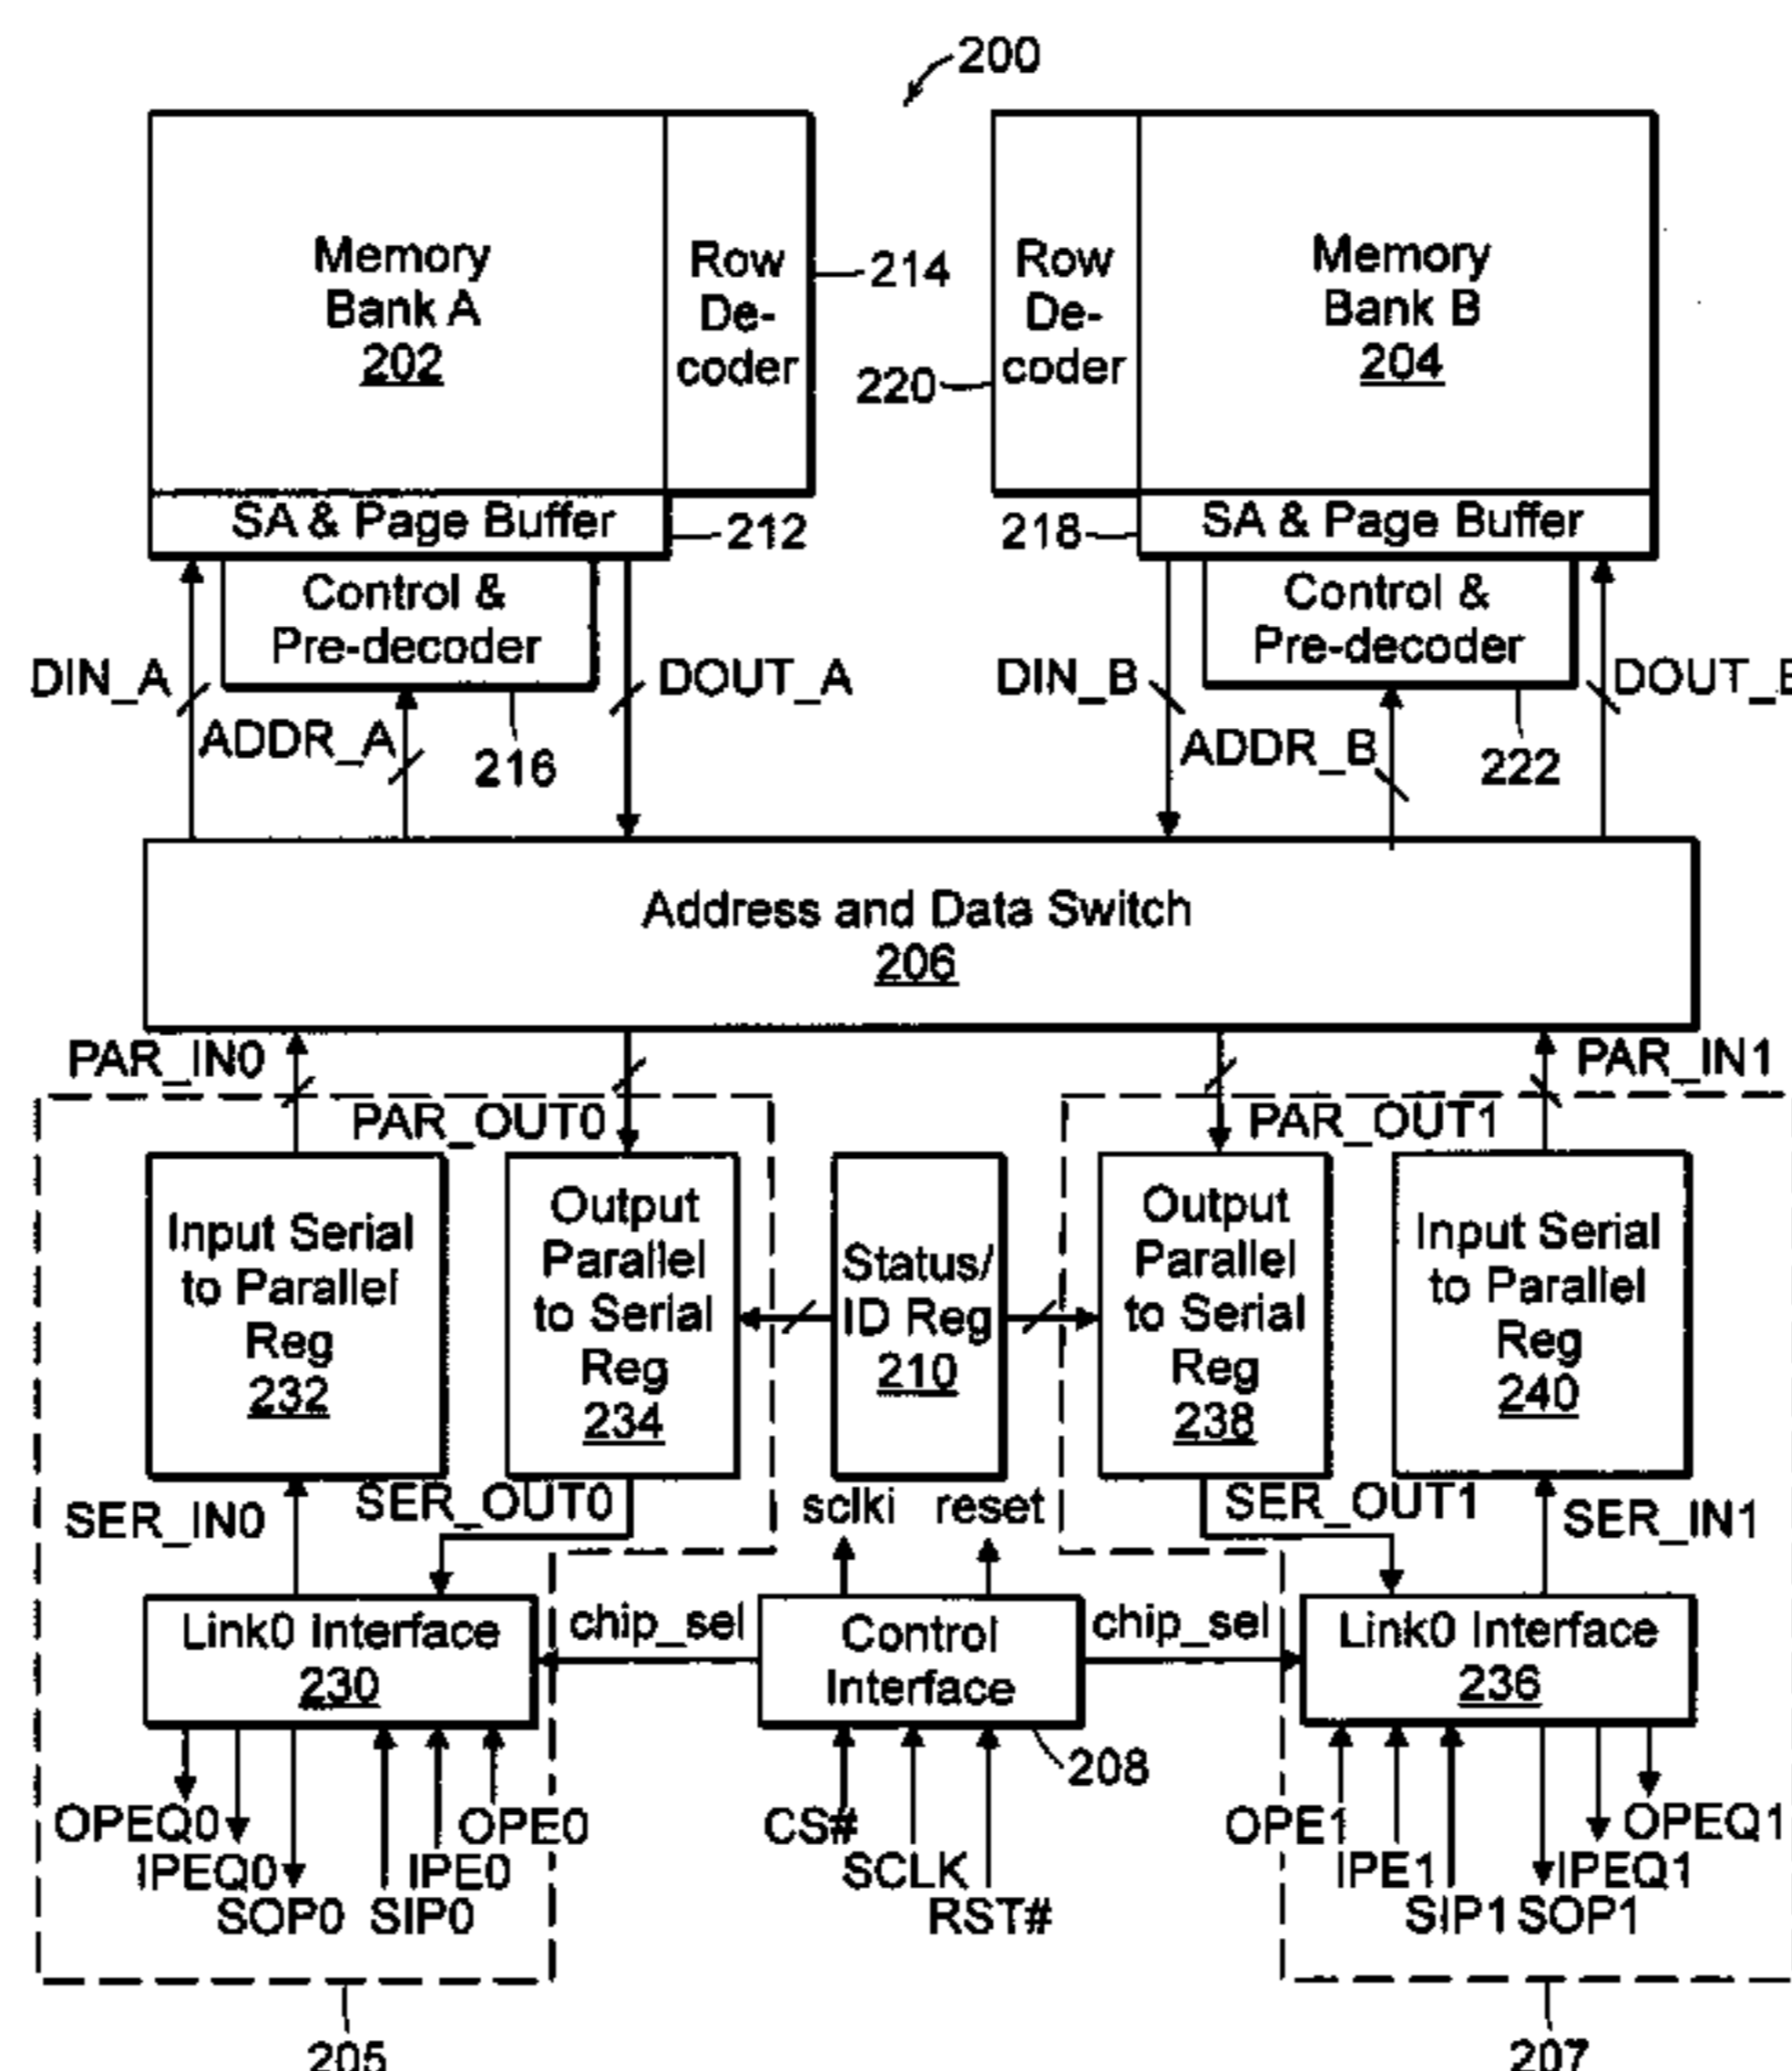 200
Memory
Bank A
202
Row
De-
coder
214
220
Row
De-
coder
Memory
Bank B
204
SA & Page Buffer
212
218
SA & Page Buffer
Control &
Pre-decoder
Control &
Pre-decoder
DIN_A
ADDR_A
216
DOUT_A
DIN_B
ADDR_B
222
DOUT_B
Address and Data Switch
206
PAR_IN0
PAR_OUT0
PAR_OUT1
PAR_IN1
Input Serial
to Parallel
Reg
232
Output
Parallel
to Serial
Reg
234
Status/
ID Reg
210
Output
Parallel
to Serial
Reg
238
Input Serial
to Parallel
Reg
240
SER_IN0
SER_OUT0
sclki
reset
SER_OUT1
SER_IN1
Link0 Interface
230
chip_sel
Control
Interface
chip_sel
Link0 Interface
236
208
OPEQ0
IPEQ0
SOP0
SIP0
IPE0
OPE0
CS#
SCLK
RST#
OPE1
IPE1
SIP1
SOP1
IPEQ1
OPEQ1
205
207